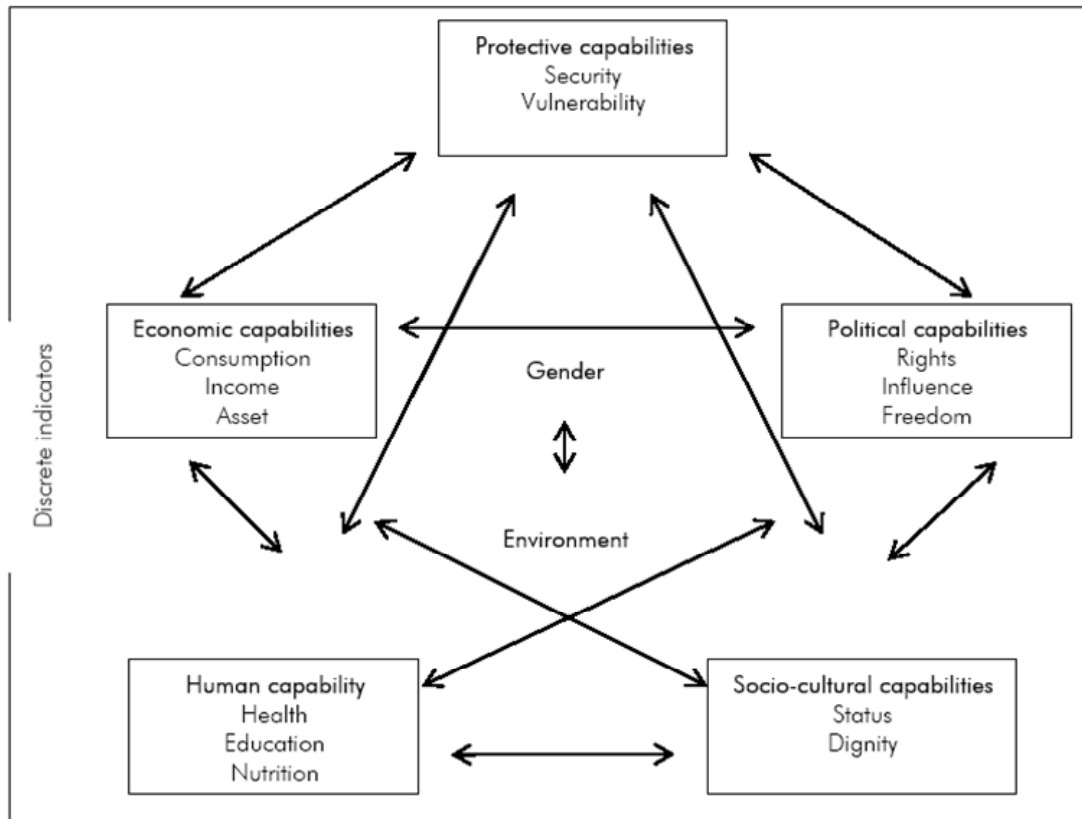 Protective capabilities
Security
Vulnerability
Economic capabilities
Consumption
Income
Asset
Political capabilities
Rights
Influence
Freedom
Gender
Discrete indicators
Environment
Human capability
Health
Education
Nutrition
Socio-cultural capabilities
Status
Dignity